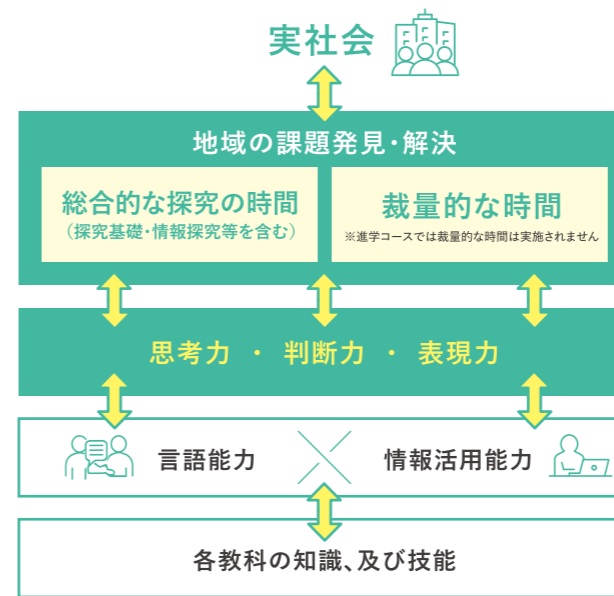 実社会
地域の課題発見・解決
総合的な探究の時間
（探究基礎・情報探究等を含む）
裁量的な時間
※進学コースでは裁量的な時間は実施されません
思考力 ・ 判断力 ・ 表現力
言語能力
情報活用能力
各教科の知識、及び技能